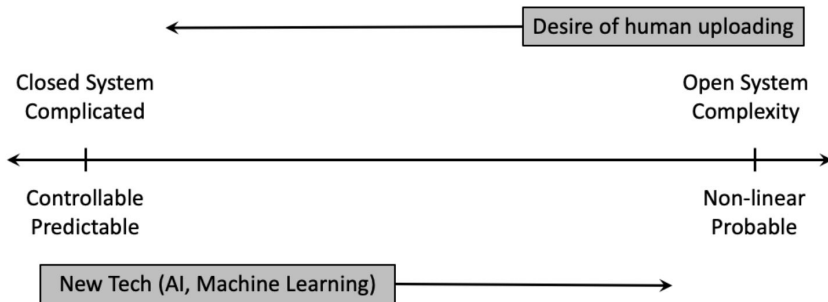 Desire of human uploading
Closed System
Complicated
Open System
Complexity
Controllable
Predictable
Non-linear
Probable
New Tech (AI, Machine Learning)